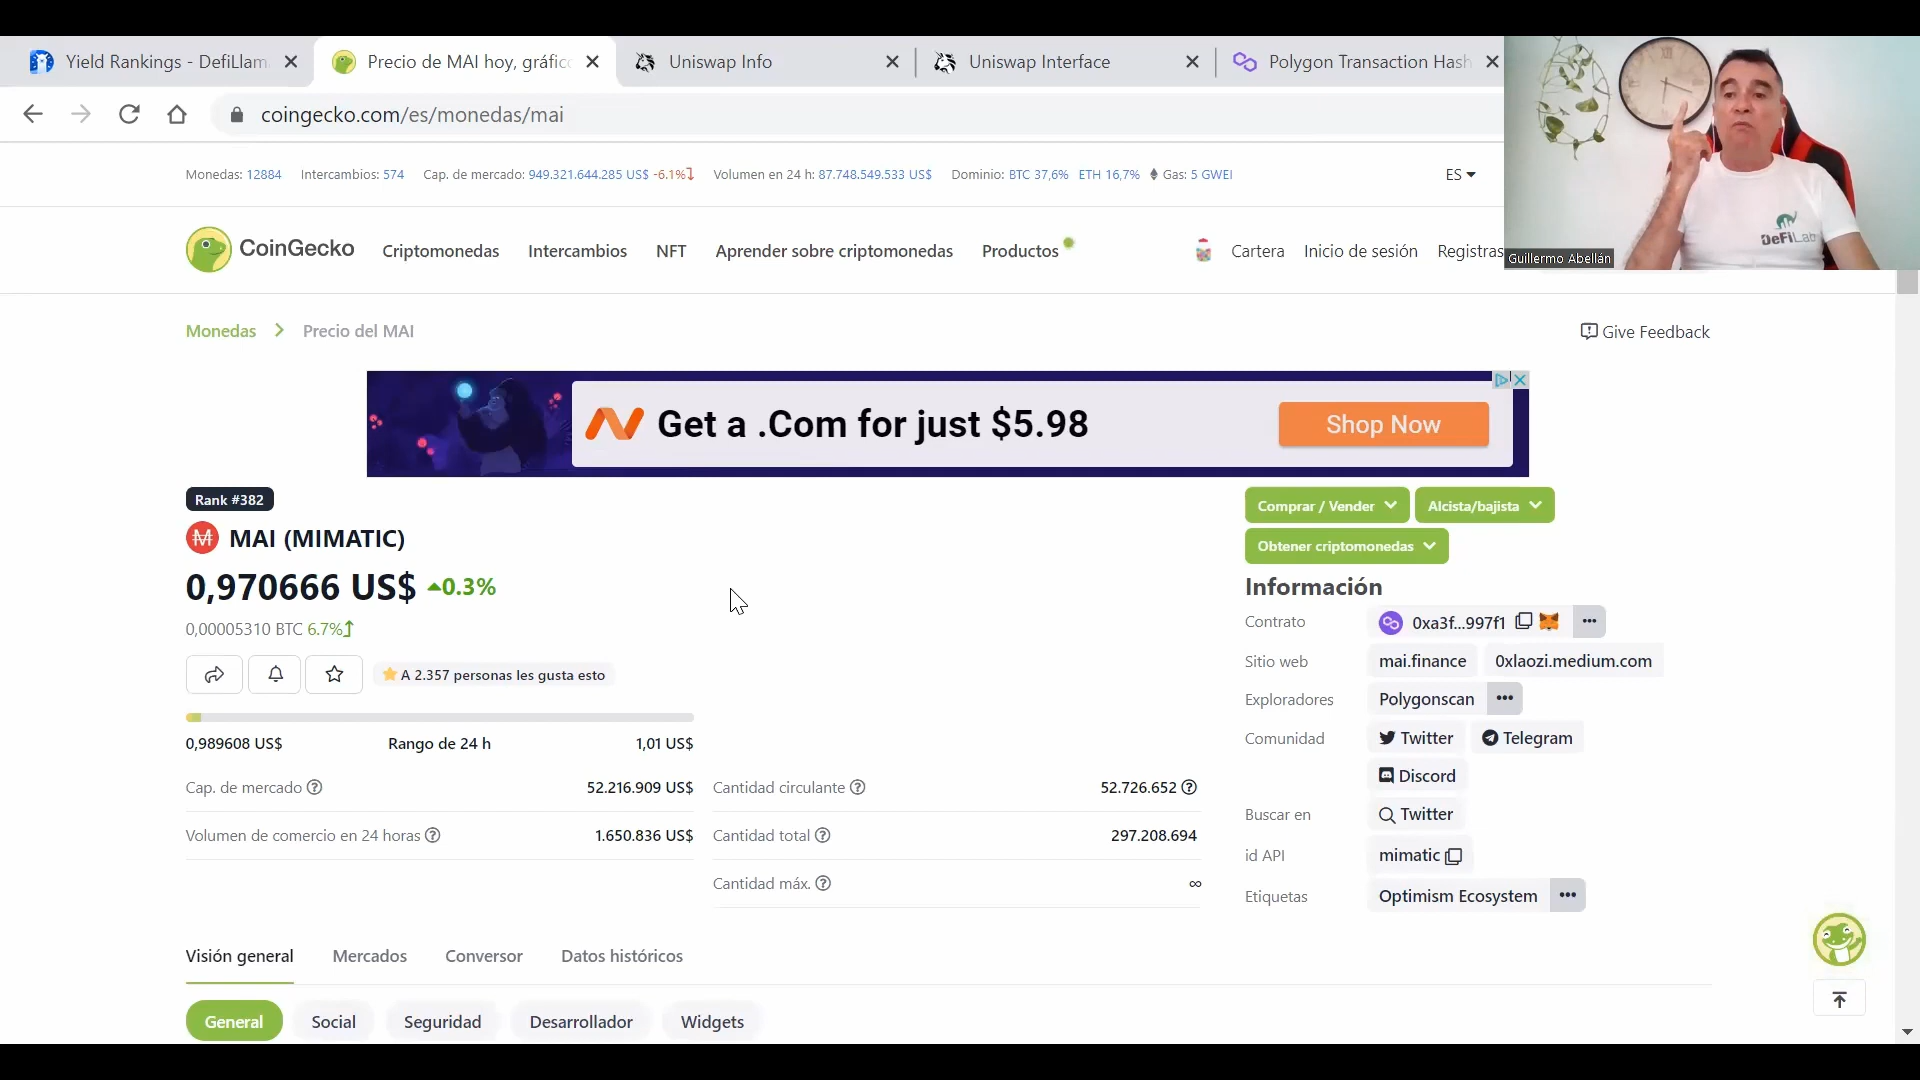 Yield Rankings - DefiLlam
Precio de MAI hoy, gráfic
Uniswap Info
Uniswap Interface
Polygon Transaction Hash
coingecko.com/es/monedas/mai
Monedas: 12884
Intercambios: 574
Cap. de mercado: 949.321.644.285 US$ -6.1%
Volumen en 24 h: 87.748.549.533 US$
Dominio: BTC 37,6% ETH 16,7%
Gas: 5 GWEI
ES
CoinGecko
Criptomonedas
Intercambios
NFT
Aprender sobre criptomonedas
Productos
Cartera
Inicio de sesión
Registras
DeFiLab
Guillermo Abellán
Monedas
Precio del MAI
Give Feedback
Get a .Com for just $5.98
Shop Now
Rank #382
MAI (MIMATIC)
0,970666 US$ 0.3%
0,00005310 BTC 6.7%
A 2.357 personas les gusta esto
0,989608 US$
Rango de 24 h
1,01 US$
Cap. de mercado
52.216.909 US$
Volumen de comercio en 24 horas
1.650.836 US$
Cantidad circulante
52.726.652
Cantidad total
297.208.694
Cantidad máx.
∞
Comprar / Vender
Alcista/bajista
Obtener criptomonedas
Información
Contrato
0xa3f...997f1
Sitio web
mai.finance
0xlaozi.medium.com
Exploradores
Polygonscan
Comunidad
Twitter
Telegram
Discord
Buscar en
Twitter
id API
mimatic
Etiquetas
Optimism Ecosystem
Visión general
Mercados
Conversor
Datos históricos
General
Social
Seguridad
Desarrollador
Widgets